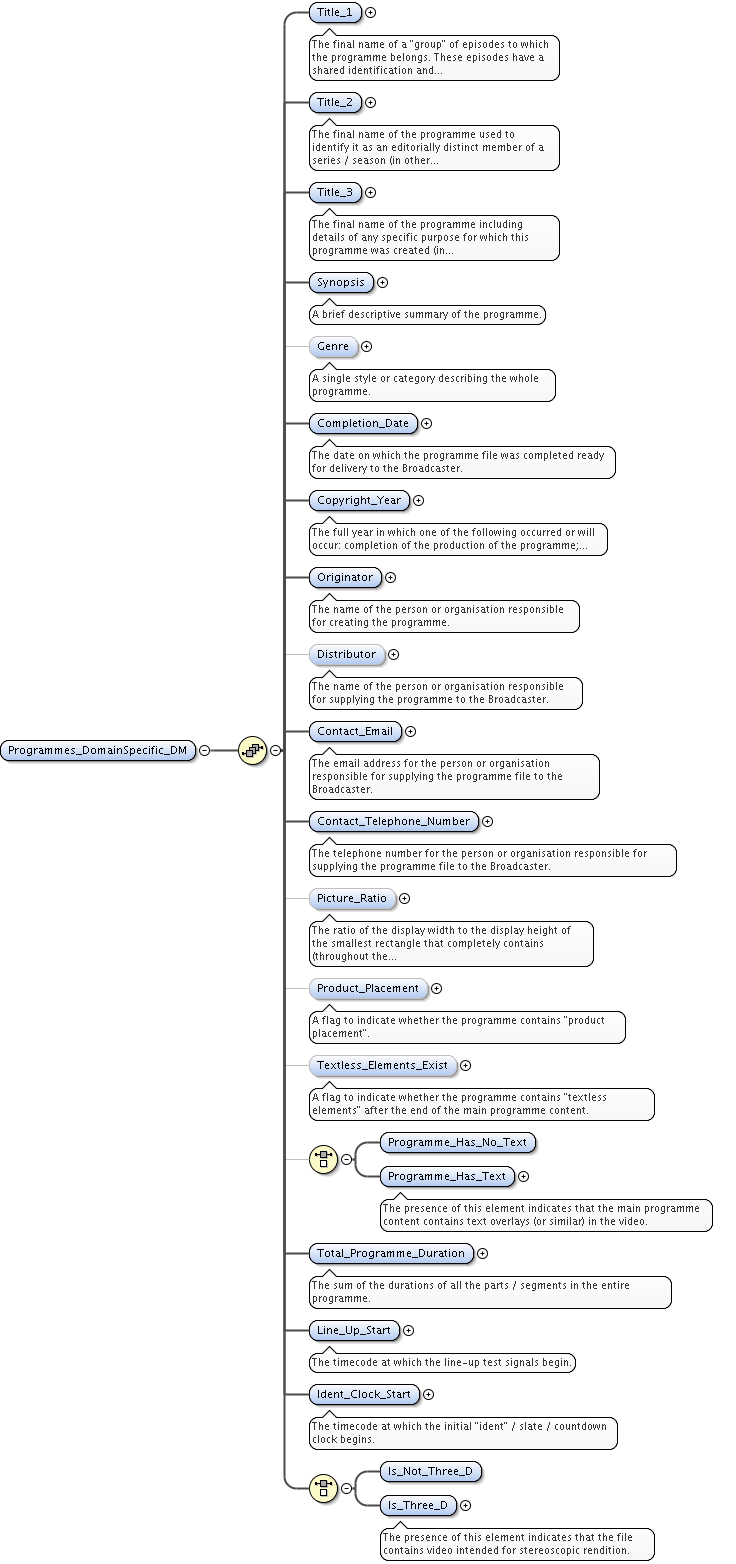 Title_1
The final name of a "group" of episodes to which
the programme belongs. These episodes have a
shared identification and...
Title_2
The final name of the programme used to
identify it as an editorially distinct member of a
series / season (in other...
Title_3
The final name of the programme including
details of any specific purpose for which this
programme was created (in...
Synopsis
A brief descriptive summary of the programme.
Genre
A single style or category describing the whole
programme.
Completion_Date
The date on which the programme file was completed ready
for delivery to the Broadcaster.
Copyright_Year
The full year in which one of the following occurred or will
occur: completion of the production of the programme;...
Originator
The name of the person or organisation responsible
for creating the programme.
Distributor
The name of the person or organisation responsible
for supplying the programme to the Broadcaster.
Programmes_DomainSpecific_DM
Contact_Email
The email address for the person or organisation
responsible for supplying the programme file to the
Broadcaster.
Contact_Telephone_Number
The telephone number for the person or organisation responsible for
supplying the programme file to the Broadcaster.
Picture_Ratio
The ratio of the display width to the display height of
the smallest rectangle that completely contains
(throughout the...
Product_Placement
A flag to indicate whether the programme contains "product
placement".
Textless_Elements_Exist
A flag to indicate whether the programme contains "textless
elements" after the end of the main programme content.
Programme_Has_No_Text
Programme_Has_Text
The presence of this element indicates that the main programme
content contains text overlays (or similar) in the video.
Total_Programme_Duration
The sum of the durations of all the parts / segments in the entire
programme.
Line_Up_Start
The timecode at which the line-up test signals begin.
Ident_Clock_Start
The timecode at which the initial "ident" / slate / countdown
clock begins.
Is_Not_Three_D
Is_Three_D
The presence of this element indicates that the file
contains video intended for stereoscopic rendition.